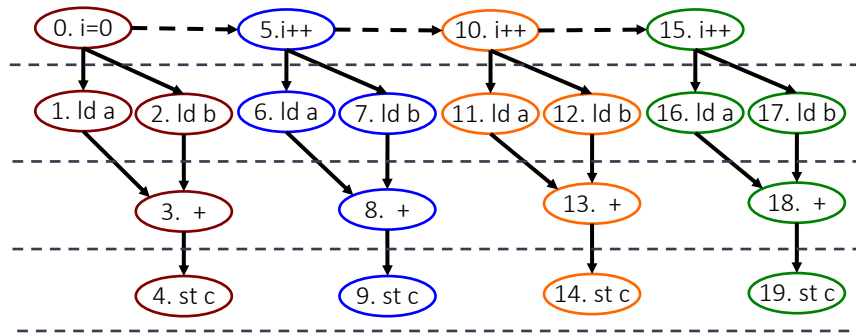 0. i=0
5.i++
10. i++
15. i++
1. ld a
2. ld b
6. ld a
7. ld b
11. ld a
12. ld b
16. ld a
17. ld b
3. +
8. +
13. +
18. +
4. st c
9. st c
14. st c
19. st c